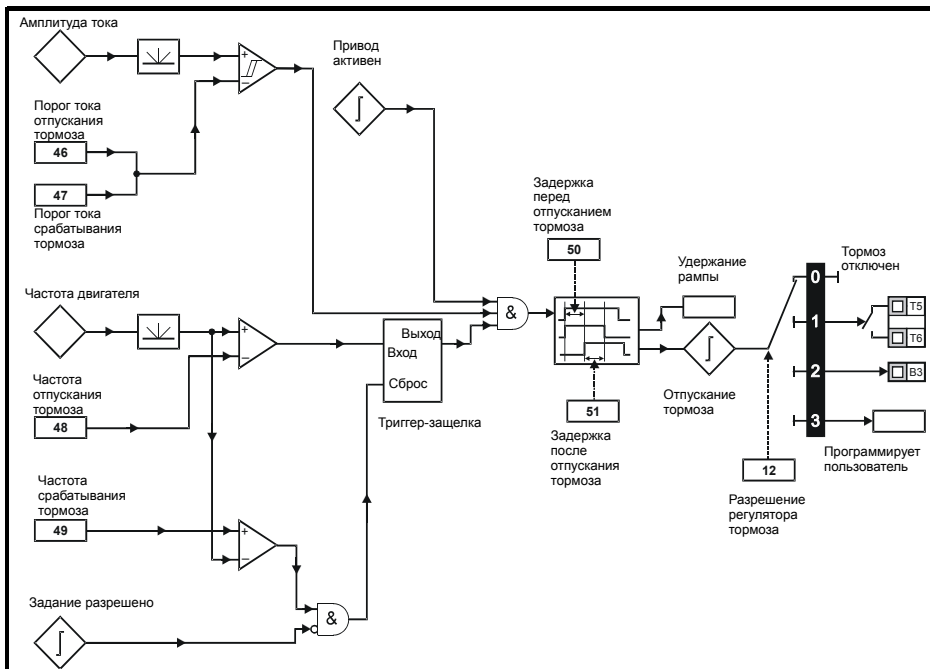 Амплитуда тока
Порог тока
отпускания
тормоза
46
47
Порог тока
срабатывания
тормоза
+
−
Привод
активен
Частота двигателя
Частота
отпускания
тормоза
48
+
−
Выход
Вход
Сброс
Триггер-защелка
Частота
срабатывания
тормоза
49
+
−
Задание разрешено
&
&
Задержка
перед
отпусканием
тормоза
50
51
Задержка
после
отпускания
тормоза
Удержание
рампы
Отпускание
тормоза
12
Разрешение
регулятора
тормоза
Тормоз
отключен
0
1
2
3
T5
T6
B3
Программирует
пользователь